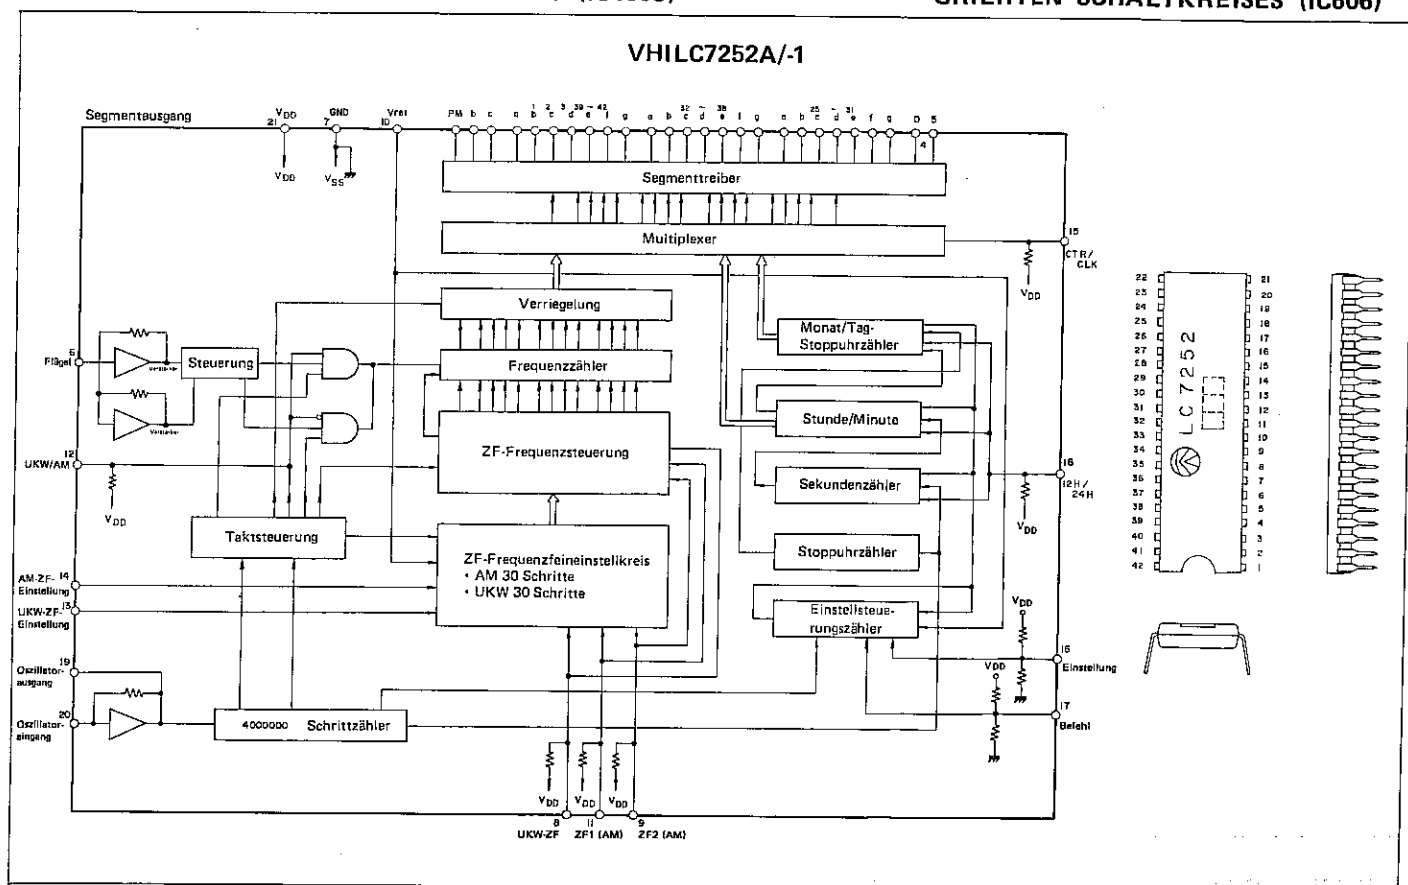 SCHALTKREISES (IC606)
VHILC7252A/-1
Segmentausgang
VDD
21
GND
7
Vref
10
PM b c a b c d e f g a b c d e f g a b c d e f g D S
1 2 3 39 ~ 42
32 ~ 38
25 ~ 31
4
VDD
VSS
Segmenttreiber
Multiplexer
15
CTR/
CLK
VDD
Verriegelung
Monat/Tag-
Stoppuhrzähler
Steuerung
Frequenzzähler
Verstärker
Verstärker
Stunde/Minute
ZF-Frequenzsteuerung
12
UKW/AM
VDD
Sekundenzähler
16
12H/
24H
VDD
Taktsteuerung
ZF-Frequenzfeineinstellkreis
• AM 30 Schritte
• UKW 30 Schritte
Stoppuhrzähler
AM-ZF-
Einstellung
14
UKW-ZF-
Einstellung
13
Einstellsteue-
rungszähler
VDD
Einstellung
Oszillator-
ausgang
19
Oszillator-
eingang
20
4000000 Schrittzähler
VDD
17
Befehl
VDD
VDD
VDD
8
UKW-ZF
11
ZF1 (AM)
9
ZF2 (AM)
LC7252
22
23
24
25
26
27
28
29
30
31
32
33
34
35
36
37
38
39
40
41
42
21
20
19
18
17
16
15
14
13
12
11
10
9
8
7
6
5
4
3
2
1